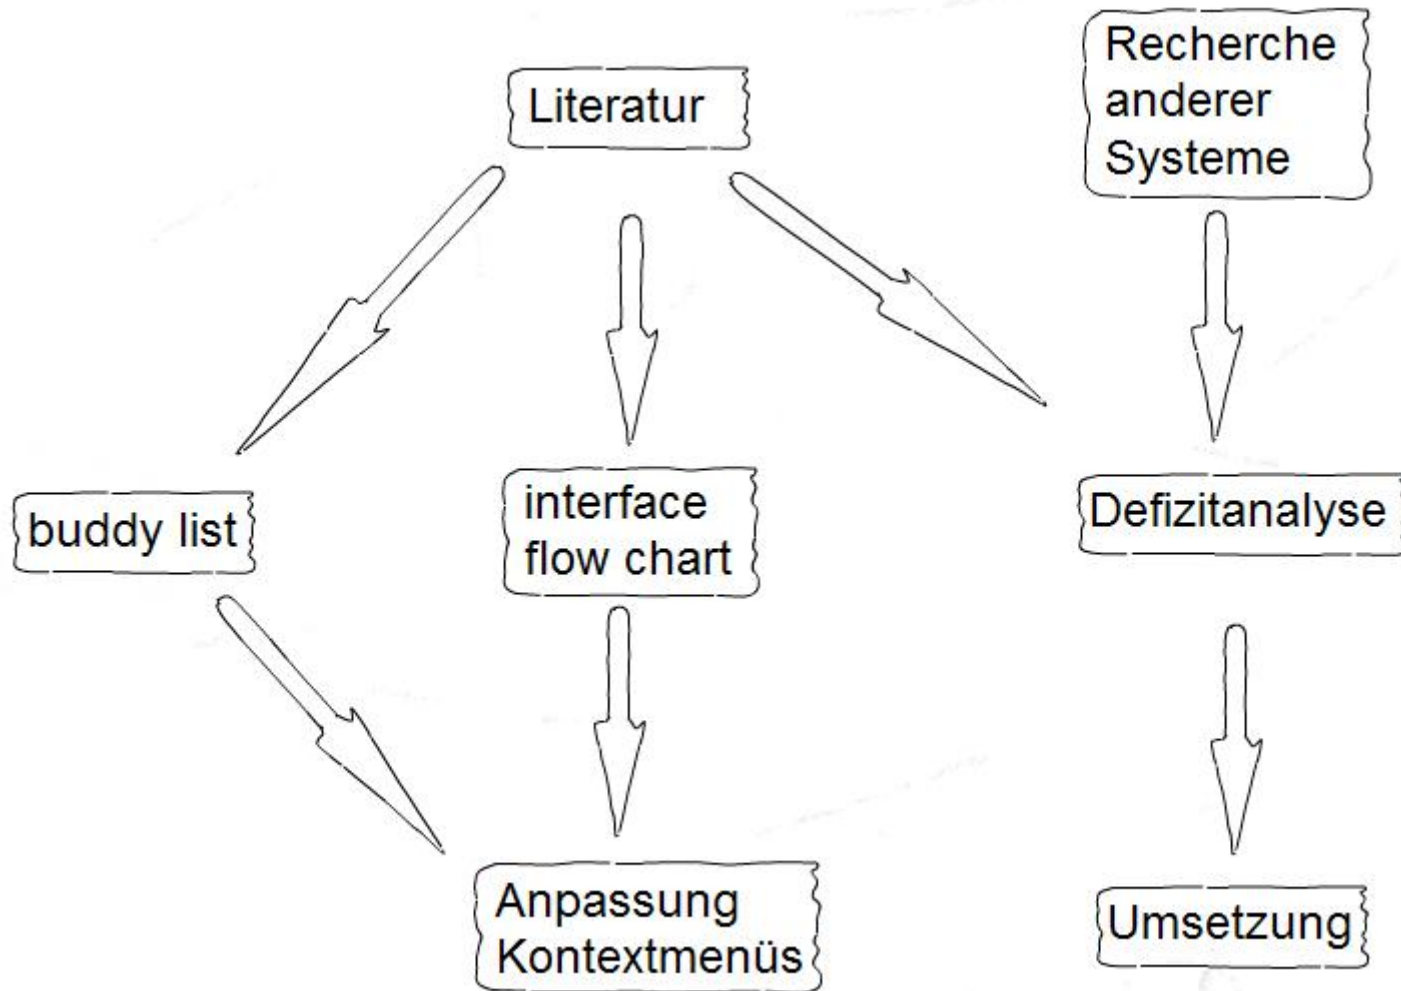 Literatur
Recherche
anderer
Systeme
buddy list
interface
flow chart
Defizitanalyse
Anpassung
Kontextmenüs
Umsetzung